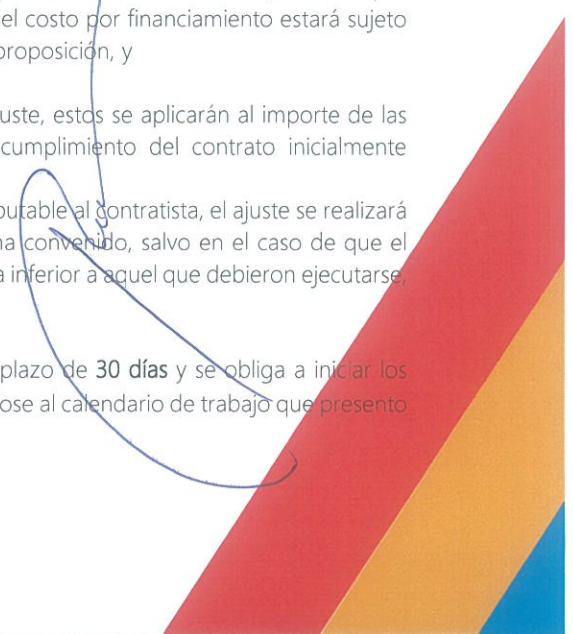 el costo por financiamiento estará sujeto
proposición, y
uste, estos se aplicarán al importe de las
cumplimiento del contrato inicialmente
putable al contratista, el ajuste se realizará
na convenido, salvo en el caso de que el
a inferior a aquel que debieron ejecutarse,
plazo de 30 días y se obliga a iniciar los
ose al calendario de trabajo que presento